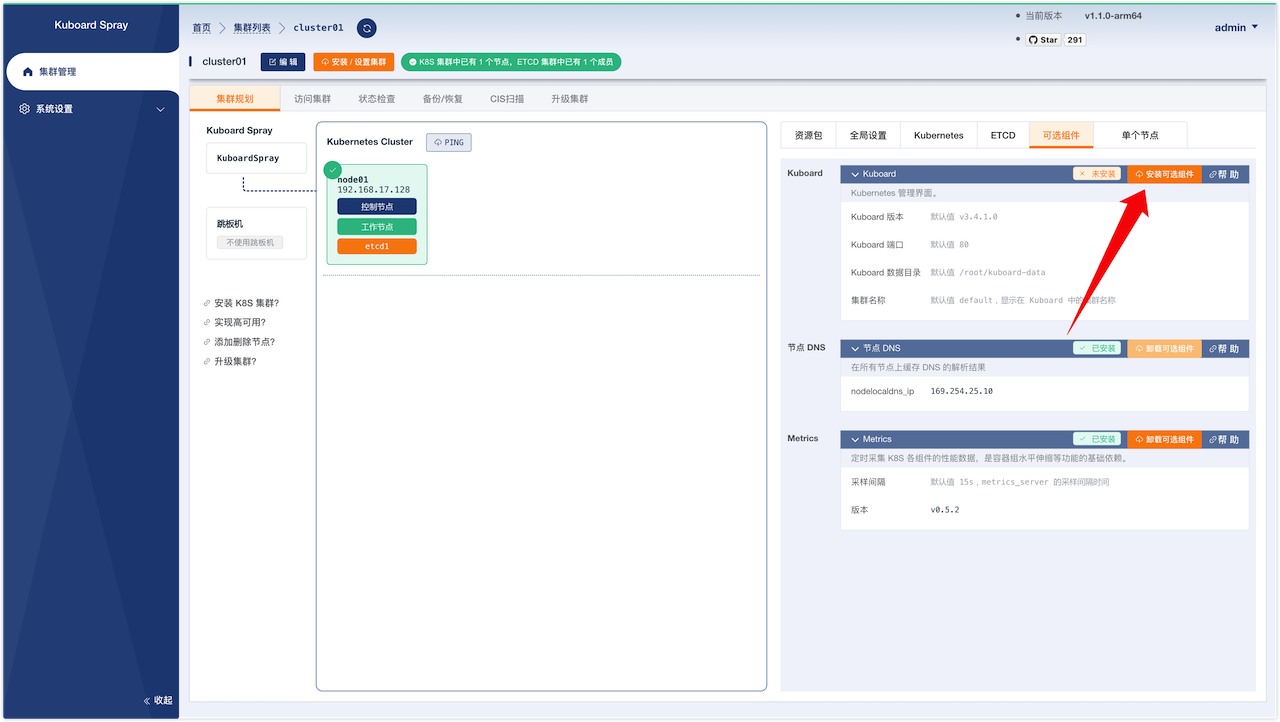 Kuboard Spray
集群管理
系统设置
收起
首页
集群列表
cluster01
当前版本
v1.1.0-arm64
Star
291
admin
cluster01
编 辑
安装 / 设置集群
K8S 集群中已有 1 个节点，ETCD 集群中已有 1 个成员
集群规划
访问集群
状态检查
备份/恢复
CIS扫描
升级集群
Kuboard Spray
KuboardSpray
跳板机
不使用跳板机
安装 K8S 集群?
实现高可用?
添加删除节点?
升级集群?
Kubernetes Cluster
PING
node01
192.168.17.128
控制节点
工作节点
etcd1
资源包
全局设置
Kubernetes
ETCD
可选组件
单个节点
Kuboard
Kuboard
未安装
安装可选组件
帮 助
Kubernetes 管理界面。
Kuboard 版本
默认值 v3.4.1.0
Kuboard 端口
默认值 80
Kuboard 数据目录
默认值 /root/kuboard-data
集群名称
默认值 default，显示在 Kuboard 中的集群名称
节点 DNS
节点 DNS
已安装
卸载可选组件
帮 助
在所有节点上缓存 DNS 的解析结果
nodelocaldns_ip
169.254.25.10
Metrics
Metrics
已安装
卸载可选组件
帮 助
定时采集 K8S 各组件的性能数据，是容器组水平伸缩等功能的基础依赖。
采样间隔
默认值 15s，metrics_server 的采样间隔时间
版本
v0.5.2